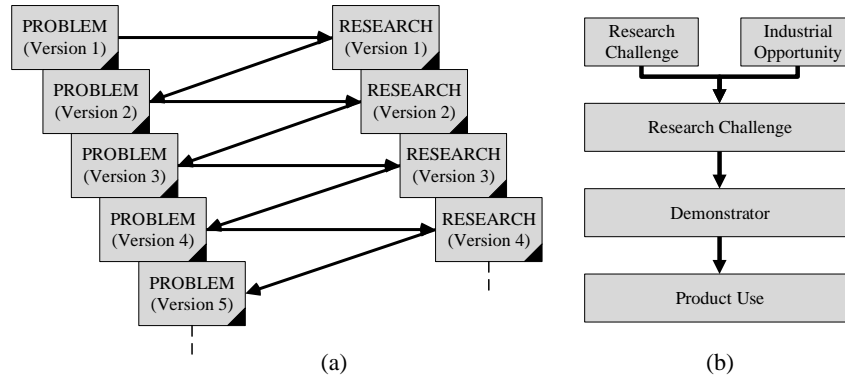 PROBLEM
(Version 1)
RESEARCH
(Version 1)
PROBLEM
(Version 2)
RESEARCH
(Version 2)
PROBLEM
(Version 3)
RESEARCH
(Version 3)
PROBLEM
(Version 4)
RESEARCH
(Version 4)
PROBLEM
(Version 5)
(a)
Research
Challenge
Industrial
Opportunity
Research Challenge
Demonstrator
Product Use
(b)